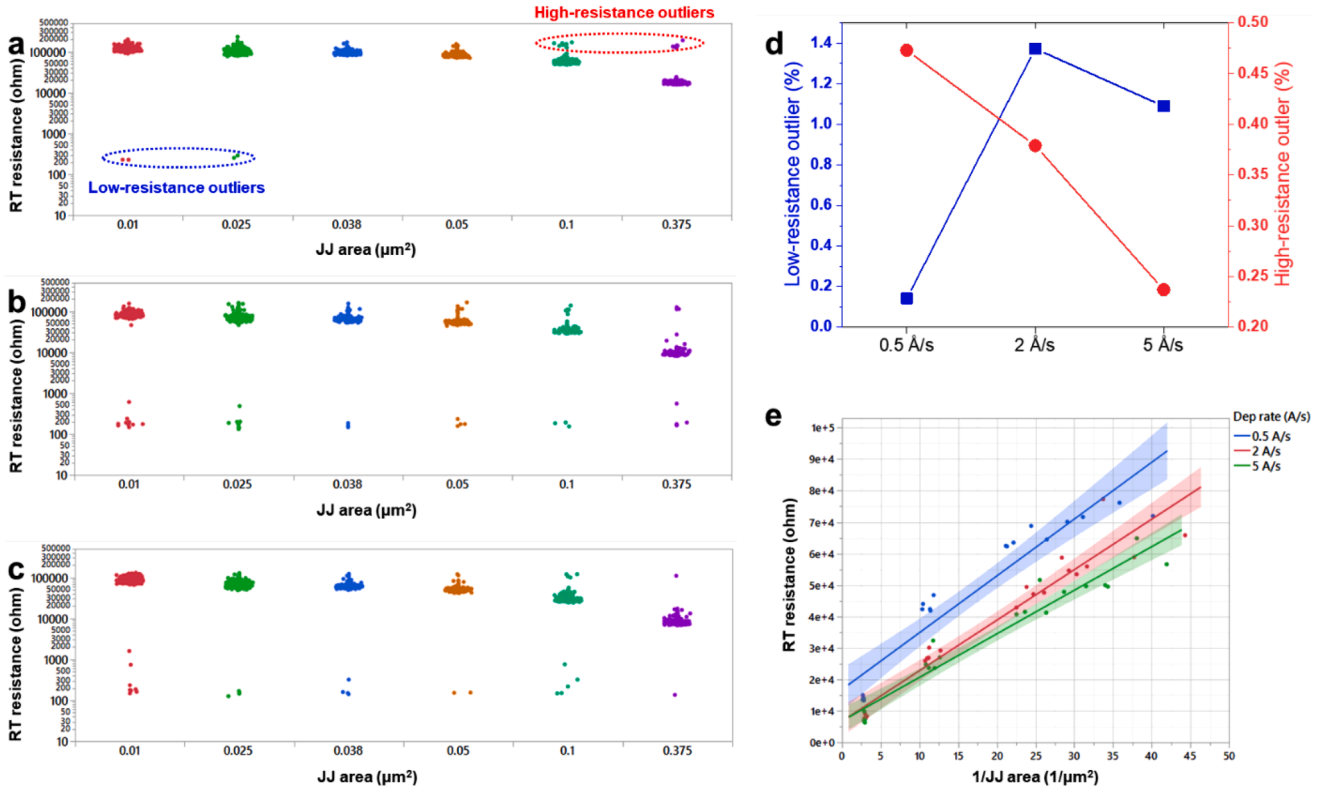 a
RT resistance (ohm)
500000
300000
200000
100000
50000
30000
20000
10000
5000
3000
2000
1000
500
300
200
100
50
30
20
10
High-resistance outliers
Low-resistance outliers
0.01 0.025 0.038 0.05 0.1 0.375
JJ area (µm²)
b
RT resistance (ohm)
500000
300000
200000
100000
50000
30000
20000
10000
5000
3000
2000
1000
500
300
200
100
50
30
20
10
0.01 0.025 0.038 0.05 0.1 0.375
JJ area (µm²)
c
RT resistance (ohm)
500000
300000
200000
100000
50000
30000
20000
10000
5000
3000
2000
1000
500
300
200
100
50
30
20
10
0.01 0.025 0.038 0.05 0.1 0.375
JJ area (µm²)
d
Low-resistance outlier (%)
1.4
1.2
1.0
0.8
0.6
0.4
0.2
0.0
0.50
0.45
0.40
0.35
0.30
0.25
0.20
High-resistance outlier (%)
0.5 Å/s 2 Å/s 5 Å/s
e
RT resistance (ohm)
1e+5
9e+4
8e+4
7e+4
6e+4
5e+4
4e+4
3e+4
2e+4
1e+4
0e+0
0 5 10 15 20 25 30 35 40 45 50
1/JJ area (1/µm²)
Dep rate (A/s)
0.5 A/s
2 A/s
5 A/s